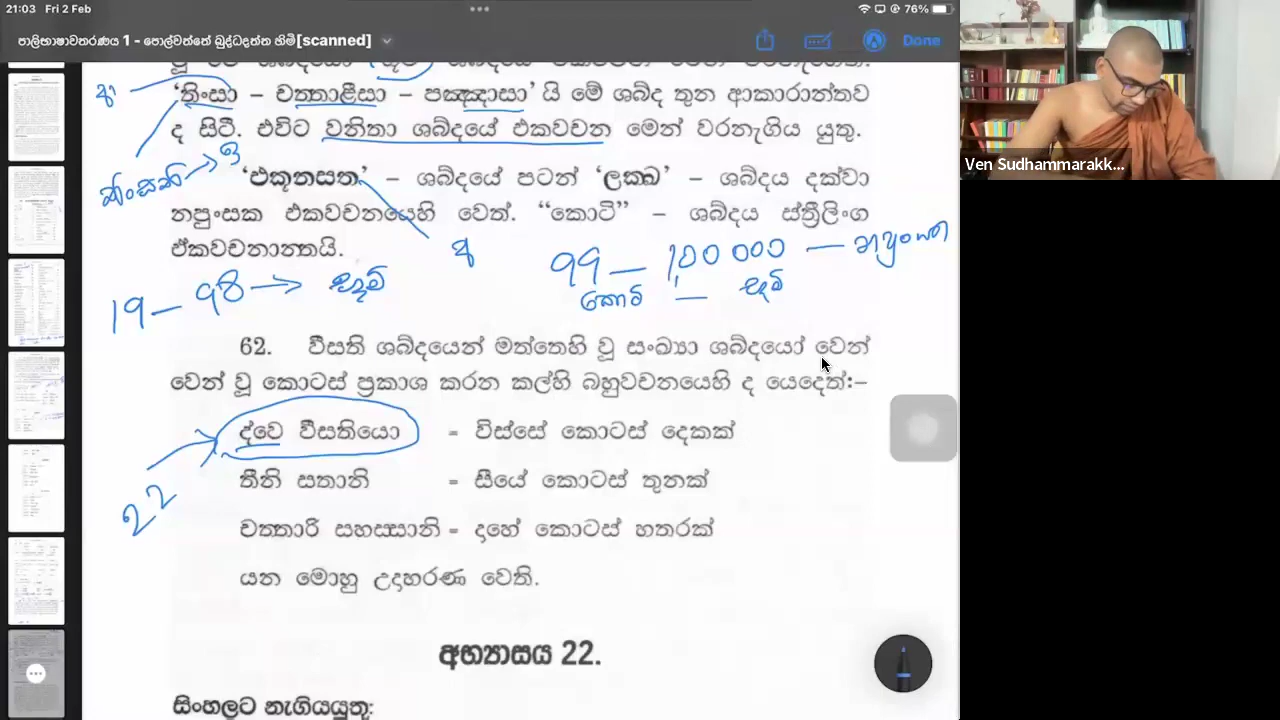 21:03 Fri 2 Feb
76%
පාලිභාෂාවතරණය 1 - පොල්වත්තේ බුද්ධදත්ත හිමි[scanned]
Done
Ven Sudhammarakk...
‘තිංසා – චත්තාළීසා – පඤ්ඤාසා’ යි මේ ශබ්ද තුන ආකාරාන්තව
ද සිටී. එවිට වනිතා ශබ්දයේ එකවචන මෙන් වරනැගිය යුතු.
‘එකූනසත’ – ශබ්දයේ පටන් ‘ලක්ඛ’ – ශබ්දය දක්වා
නපුංසක ඒකවචනයෙහි වෙත්. “කොටි” – ශබ්දය ස්ත්‍රීලිංග
ඒකවචනාන්තයි.
99 – 100 000 –
19 – 98 →
62. වීසති ශබ්දයෙන් මත්තෙහි වූ සංඛ්‍යා ශබ්දයෝ වෙන්
වෙන් වූ කොටස් ප්‍රකාශ කරන කල්හි බහුවචනයෙහි ද යෙදෙත්:–
ද්වෙ වීසතියො = විස්සේ කොටස් දෙකක්
තීනි සතානි = සීයේ කොටස් තුනක්
22
චත්තාරි සහස්සානි = දාහේ කොටස් හතරක්
යන මොහු උදාහරණ වෙති.
අභ්‍යාසය 22.
සිංහලට නැගියයුතු: